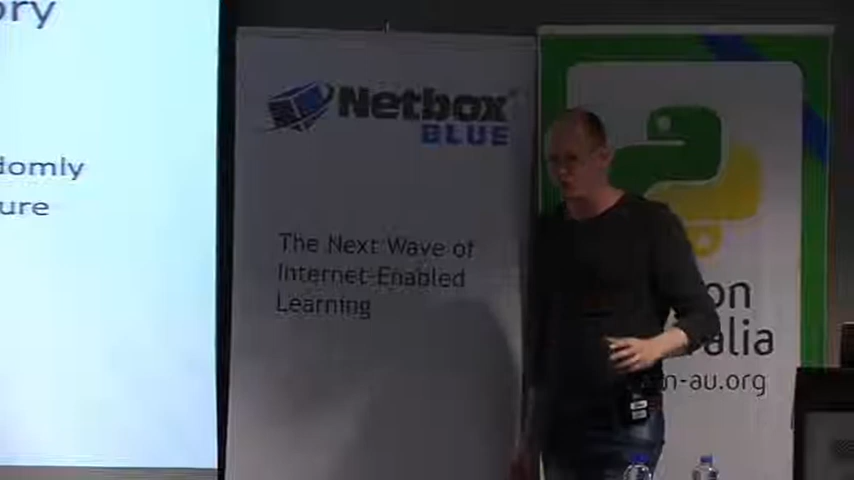 ory
domly
ure
Netbox
BLUE
The Next Wave of
Internet-Enabled
Learning
on
alia
n-au.org